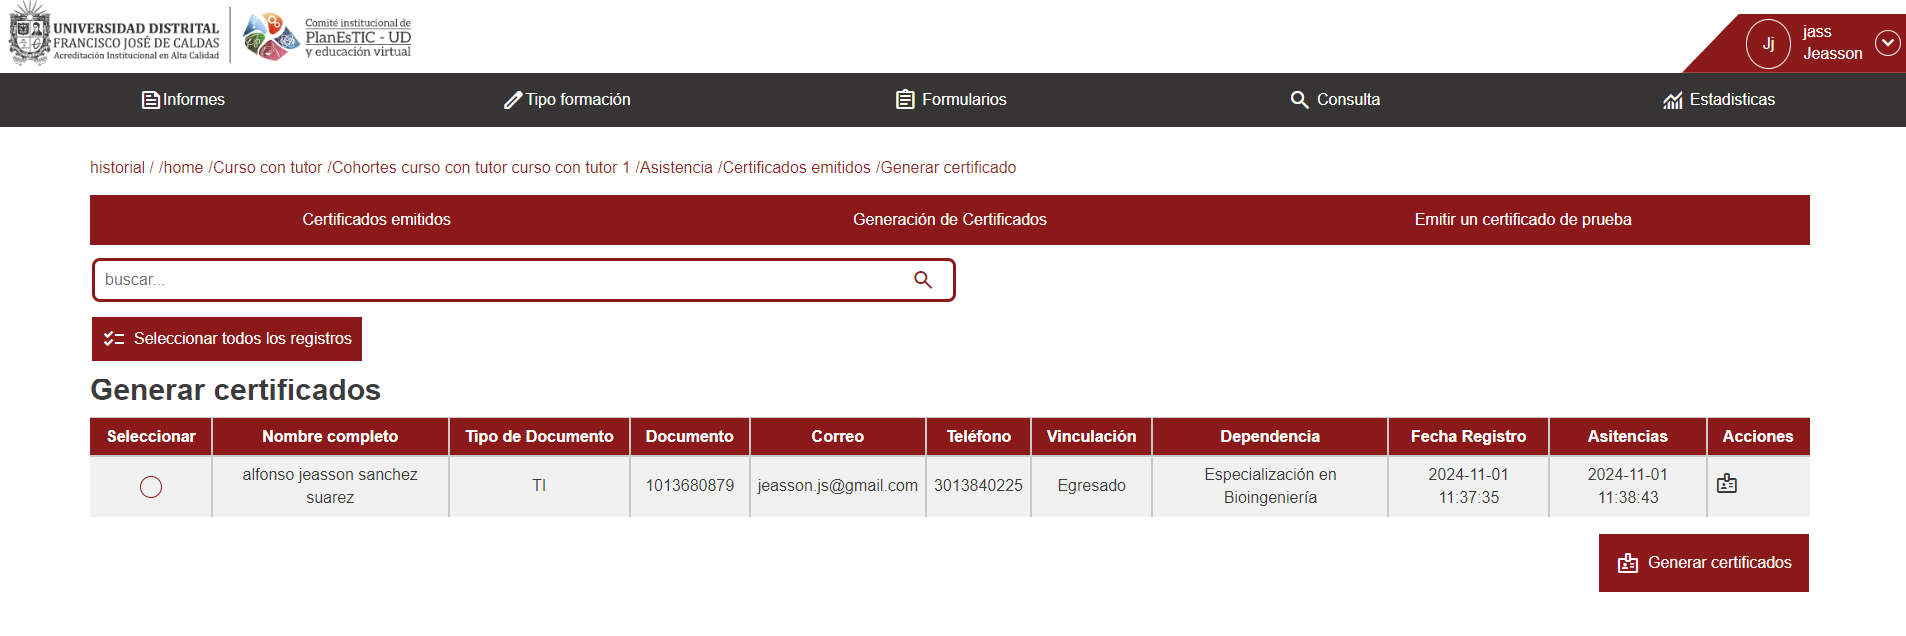 UNIVERSIDAD DISTRITAL
FRANCISCO JOSÉ DE CALDAS
Acreditación Institucional en Alta Calidad
Comité institucional de
PlanEsTIC - UD
y educación virtual
Jj
jass
Jeasson
Informes
Tipo formación
Formularios
Consulta
Estadisticas
historial / /home /Curso con tutor /Cohortes curso con tutor curso con tutor 1 /Asistencia /Certificados emitidos /Generar certificado
Certificados emitidos
Generación de Certificados
Emitir un certificado de prueba
buscar...
Seleccionar todos los registros
Generar certificados
Seleccionar Nombre completo Tipo de Documento Documento Correo Teléfono Vinculación Dependencia Fecha Registro Asitencias Acciones
alfonso jeasson sanchez
suarez
TI
1013680879
jeasson.js@gmail.com
3013840225
Egresado
Especialización en
Bioingeniería
2024-11-01
11:37:35
2024-11-01
11:38:43
Generar certificados